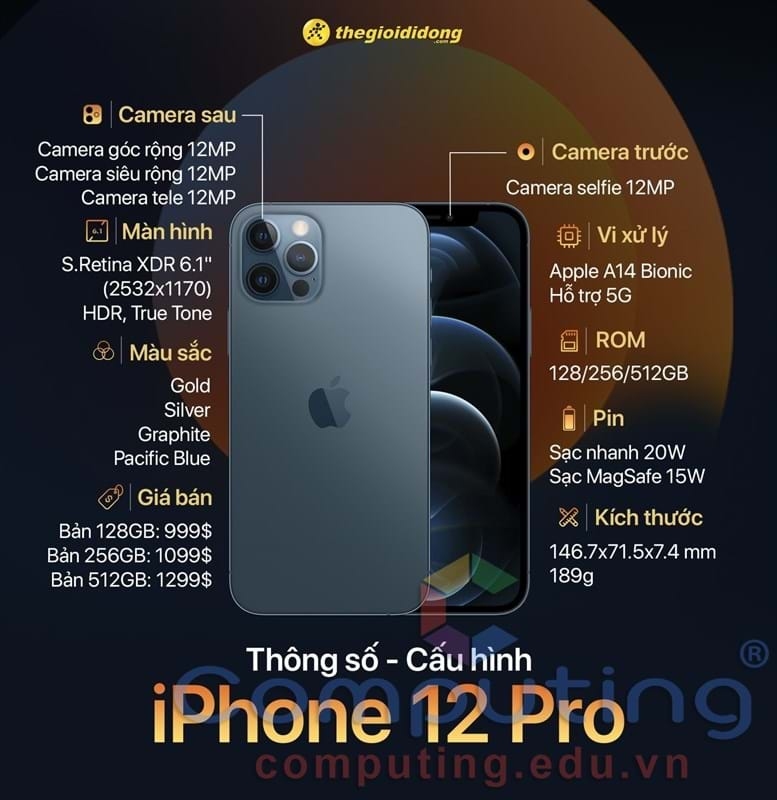 thegioididong
.com
Camera sau
Camera góc rộng 12MP
Camera siêu rộng 12MP
Camera tele 12MP
6.1
Màn hình
S.Retina XDR 6.1"
(2532x1170)
HDR, True Tone
Màu sắc
Gold
Silver
Graphite
Pacific Blue
Giá bán
Bản 128GB: 999$
Bản 256GB: 1099$
Bản 512GB: 1299$
Camera trước
Camera selfie 12MP
Vi xử lý
Apple A14 Bionic
Hỗ trợ 5G
ROM
128/256/512GB
Pin
Sạc nhanh 20W
Sạc MagSafe 15W
Kích thước
146.7x71.5x7.4 mm
189g
Thông số - Cấu hình
iPhone 12 Pro
Computing®
computing.edu.vn